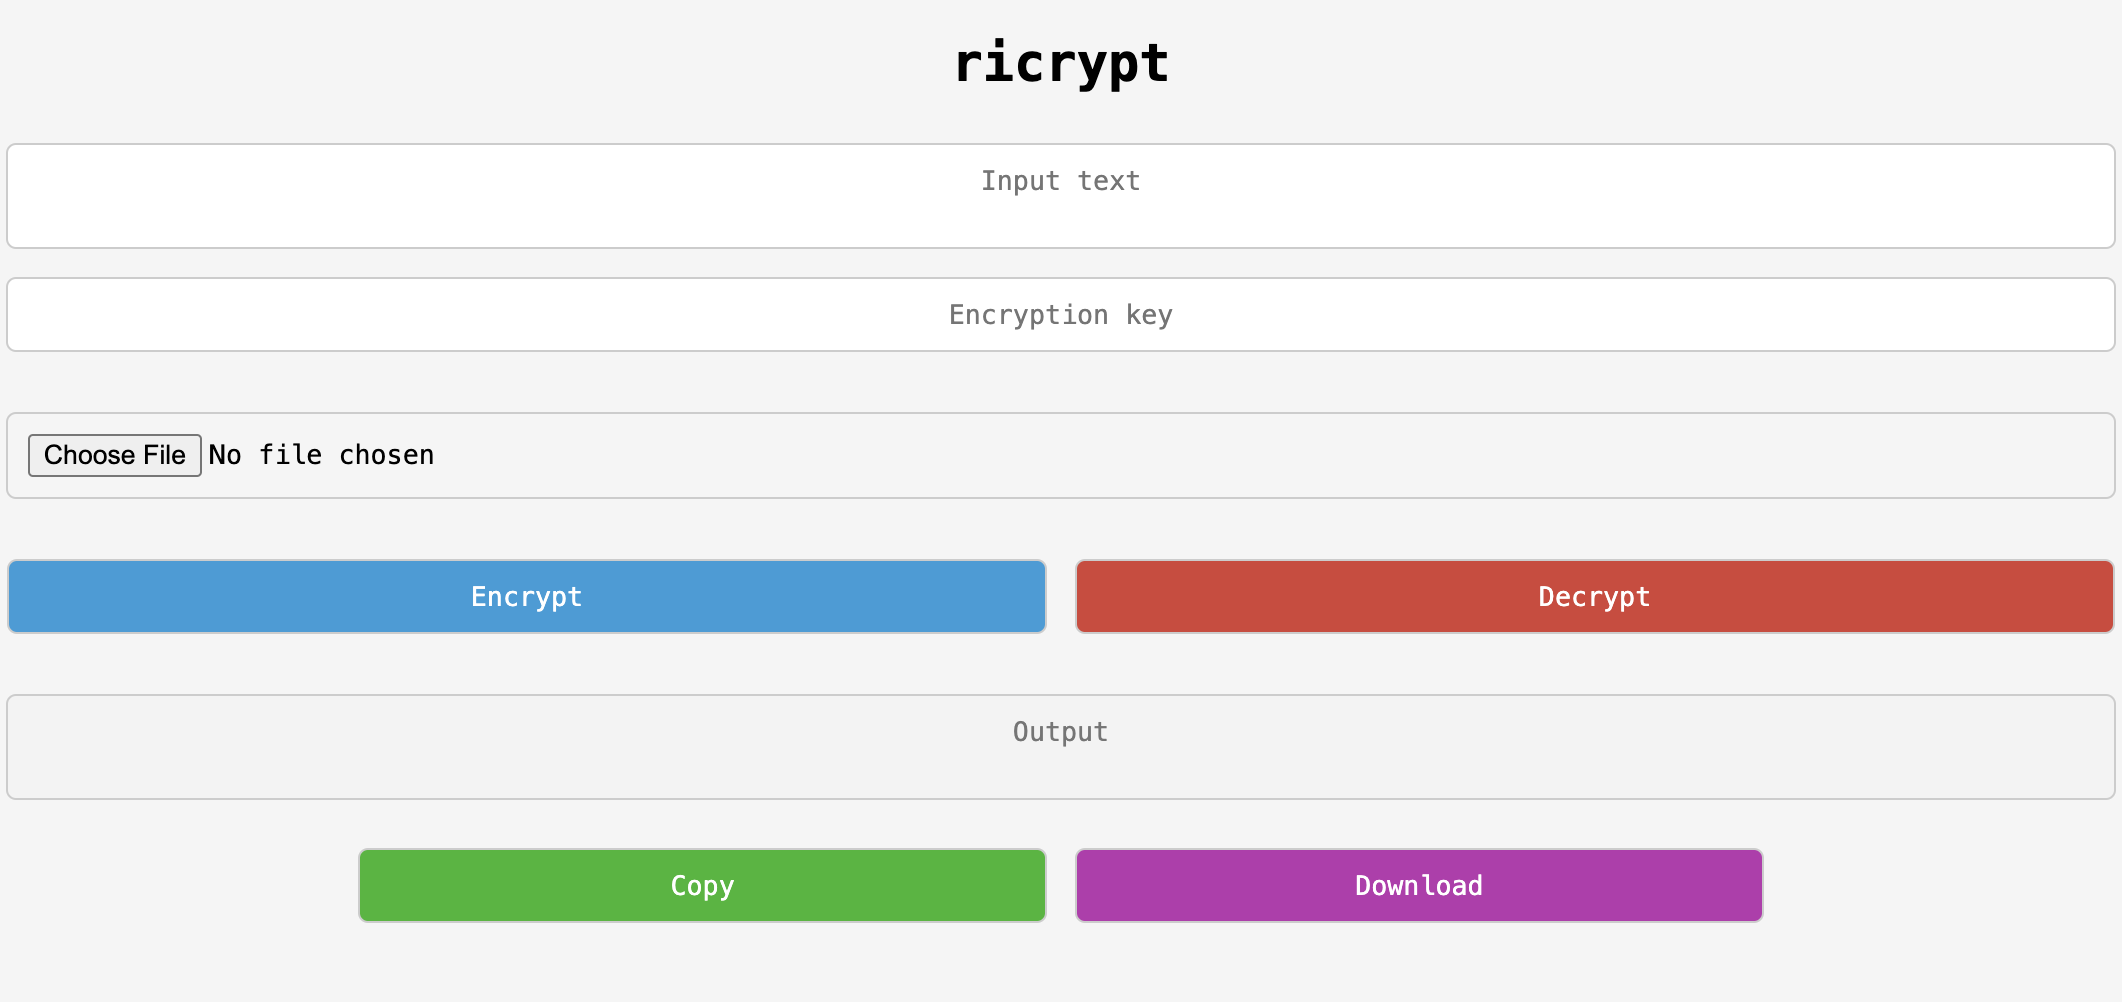 ricrypt
Input text
Encryption key
Choose File No file chosen
Encrypt Decrypt
Output
Copy Download